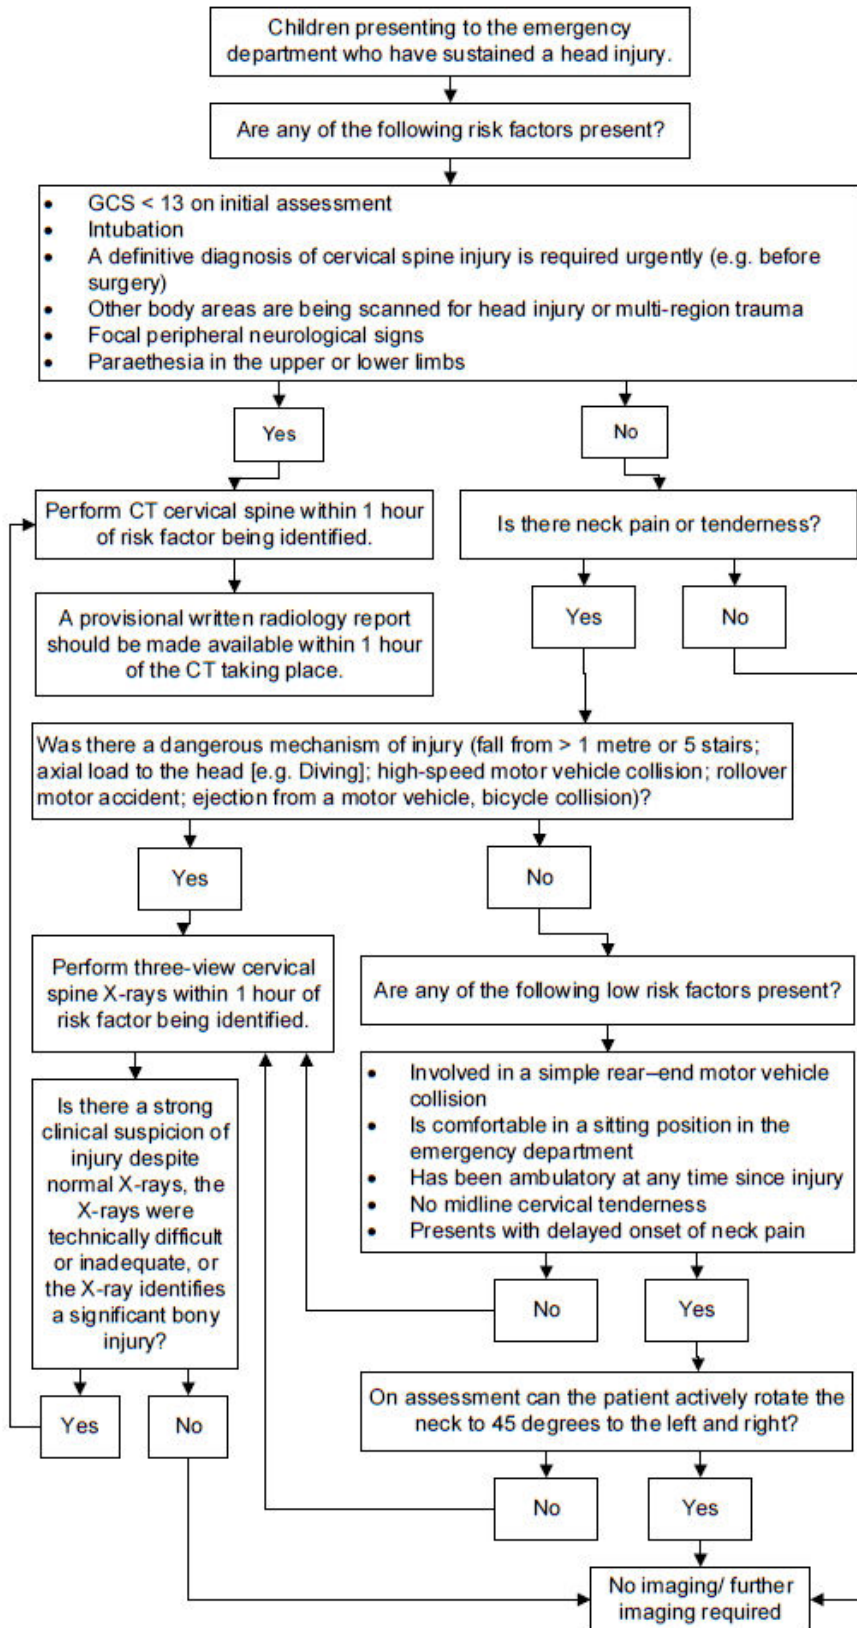 Children presenting to the emergency
department who have sustained a head injury.
Are any of the following risk factors present?
• GCS < 13 on initial assessment
• Intubation
• A definitive diagnosis of cervical spine injury is required urgently (e.g. before
surgery)
• Other body areas are being scanned for head injury or multi-region trauma
• Focal peripheral neurological signs
• Paraethesia in the upper or lower limbs
Yes
No
Perform CT cervical spine within 1 hour
of risk factor being identified.
Is there neck pain or tenderness?
A provisional written radiology report
should be made available within 1 hour
of the CT taking place.
Yes
No
Was there a dangerous mechanism of injury (fall from > 1 metre or 5 stairs;
axial load to the head [e.g. Diving]; high-speed motor vehicle collision; rollover
motor accident; ejection from a motor vehicle, bicycle collision)?
Yes
No
Perform three-view cervical
spine X-rays within 1 hour of
risk factor being identified.
Are any of the following low risk factors present?
• Involved in a simple rear–end motor vehicle
collision
• Is comfortable in a sitting position in the
emergency department
• Has been ambulatory at any time since injury
• No midline cervical tenderness
• Presents with delayed onset of neck pain
Is there a strong
clinical suspicion of
injury despite
normal X-rays, the
X-rays were
technically difficult
or inadequate, or
the X-ray identifies
a significant bony
injury?
No
Yes
On assessment can the patient actively rotate the
neck to 45 degrees to the left and right?
Yes
No
No
Yes
No imaging/ further
imaging required